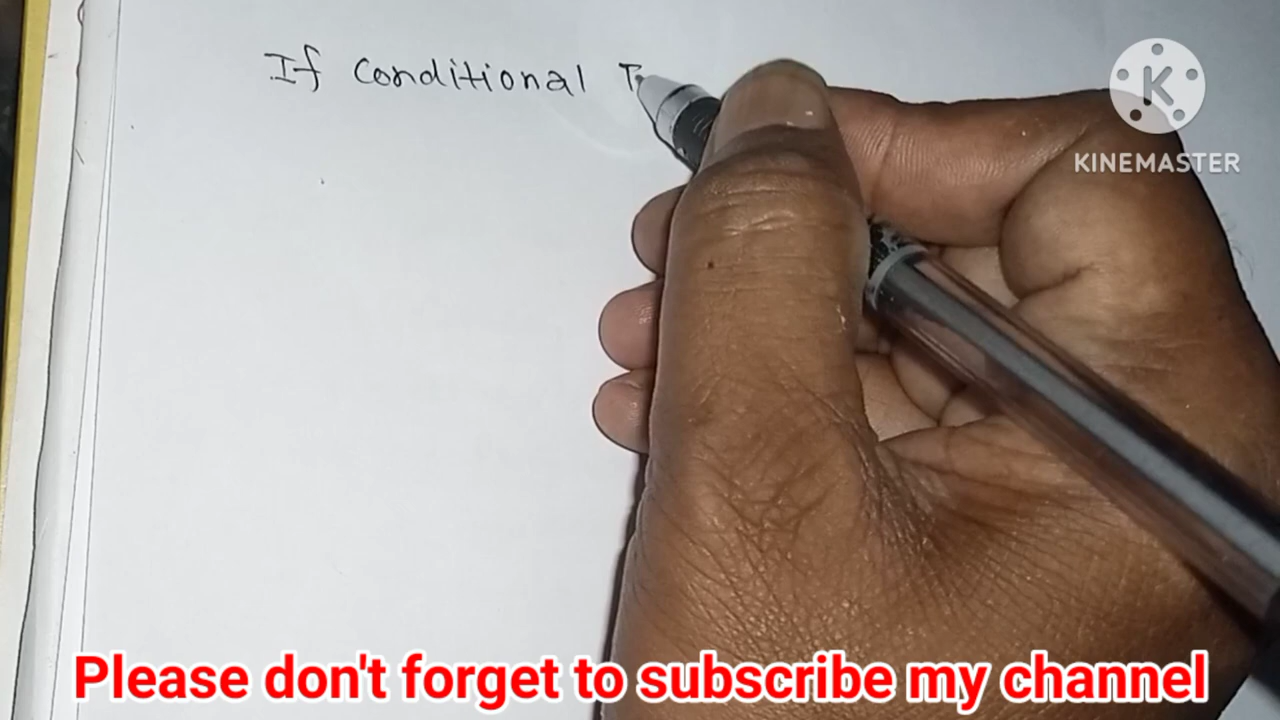 If Conditional
K
KINEMASTER
Please don't forget to subscribe my channel